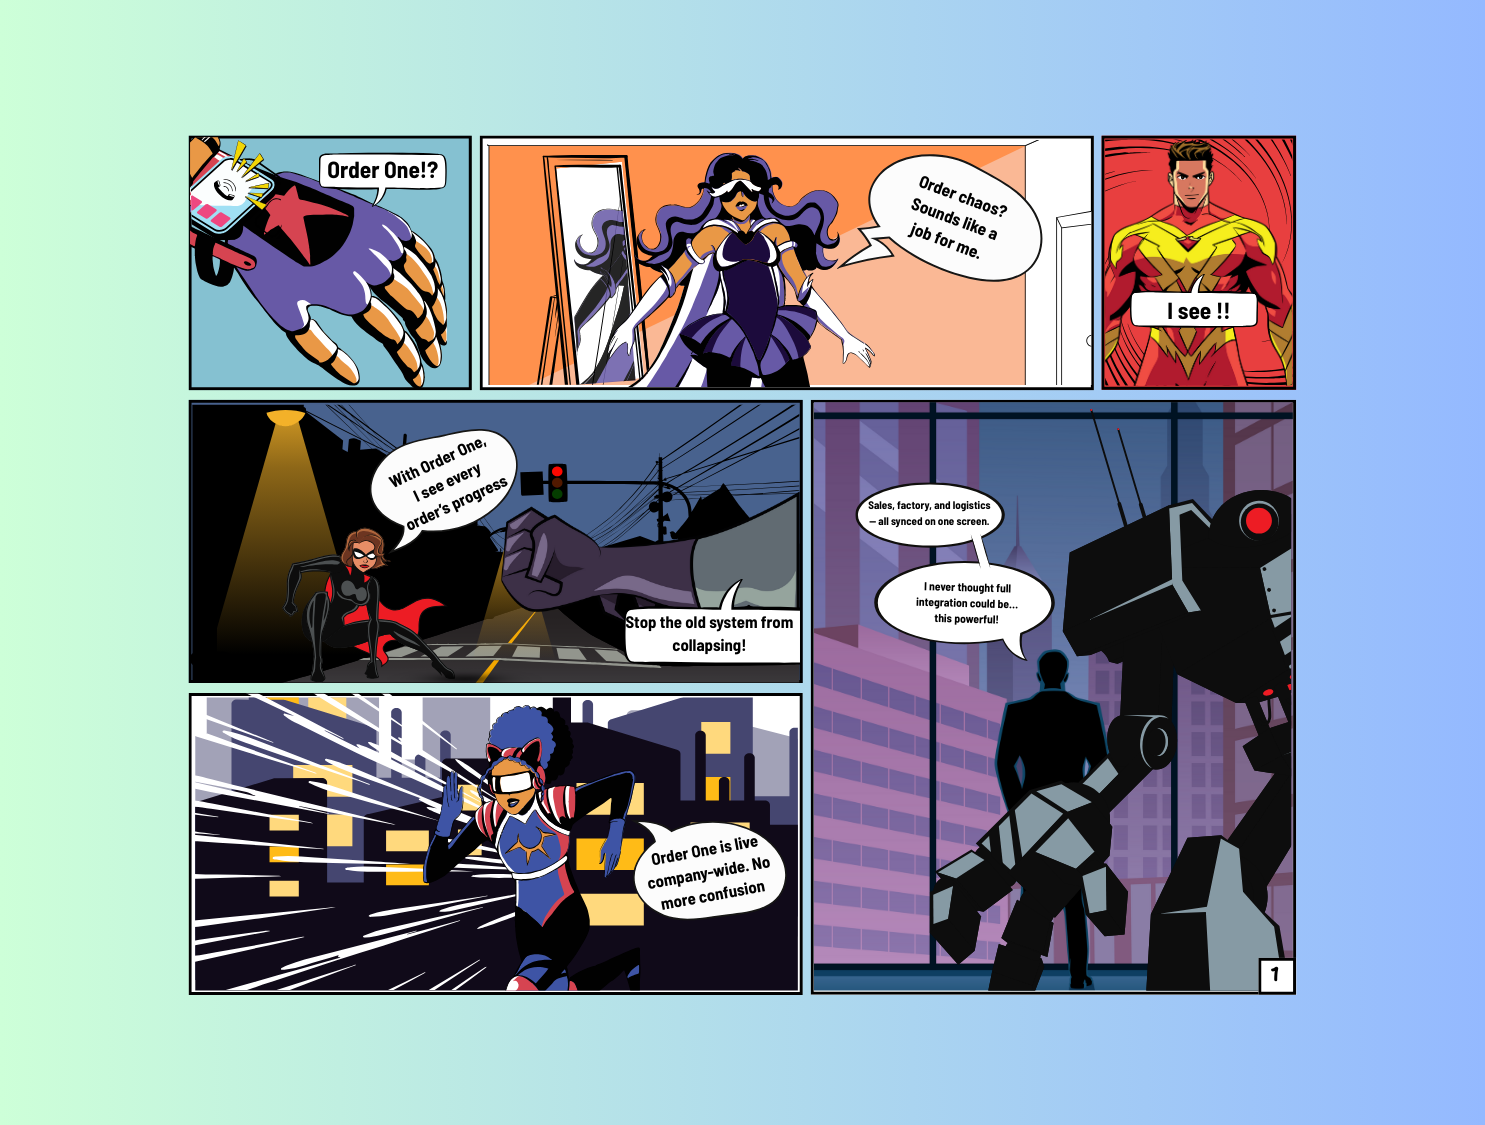 Order One!?
Order chaos?
Sounds like a
job for me.
I see !!
With Order One,
I see every
order's progress
Stop the old system from
collapsing!
Sales, factory, and logistics
– all synced on one screen.
I never thought full
integration could be...
this powerful!
Order One is live
company-wide. No
more confusion
1